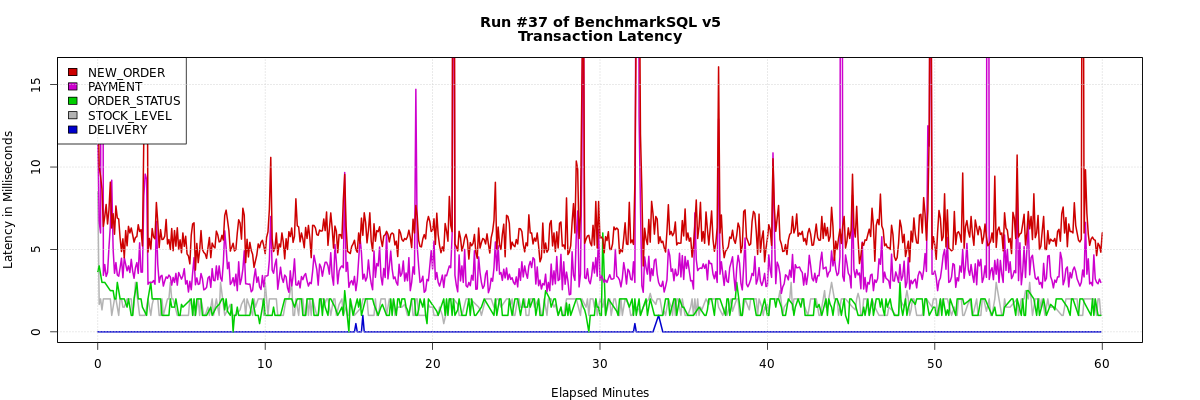 Run #37 of BenchmarkSQL v5
Transaction Latency
NEW_ORDER
PAYMENT
ORDER_STATUS
STOCK_LEVEL
DELIVERY
Latency in Milliseconds
15
10
5
0
0 10 20 30 40 50 60
Elapsed Minutes